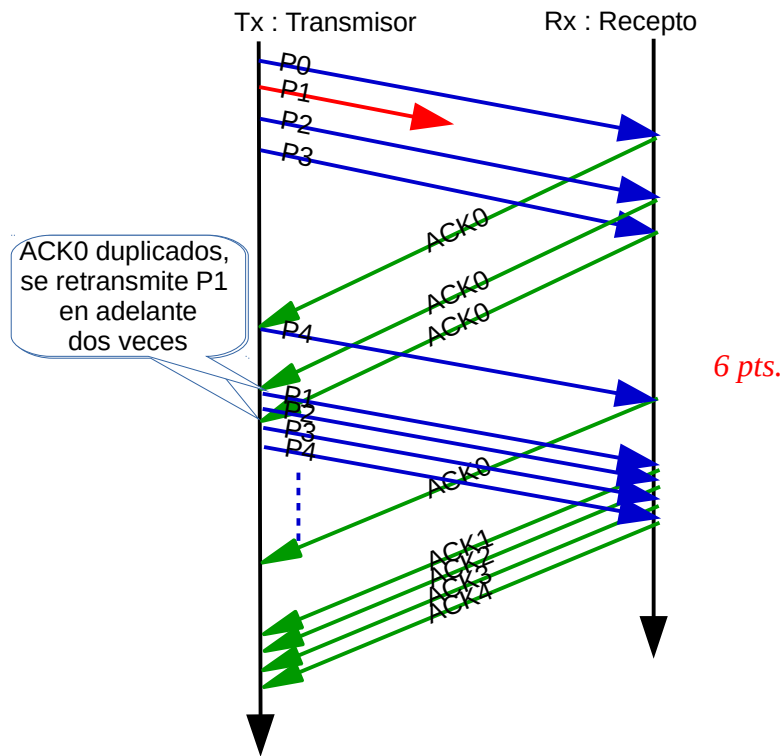 Tx : Transmisor
Rx : Recepto
P0
P1
P2
P3
ACK0
ACK0 duplicados,
se retransmite P1
en adelante
dos veces
ACK0
ACK0
P4
6 pts.
P1
P2
P3
P4
ACK0
ACK1
ACK2
ACK3
ACK4